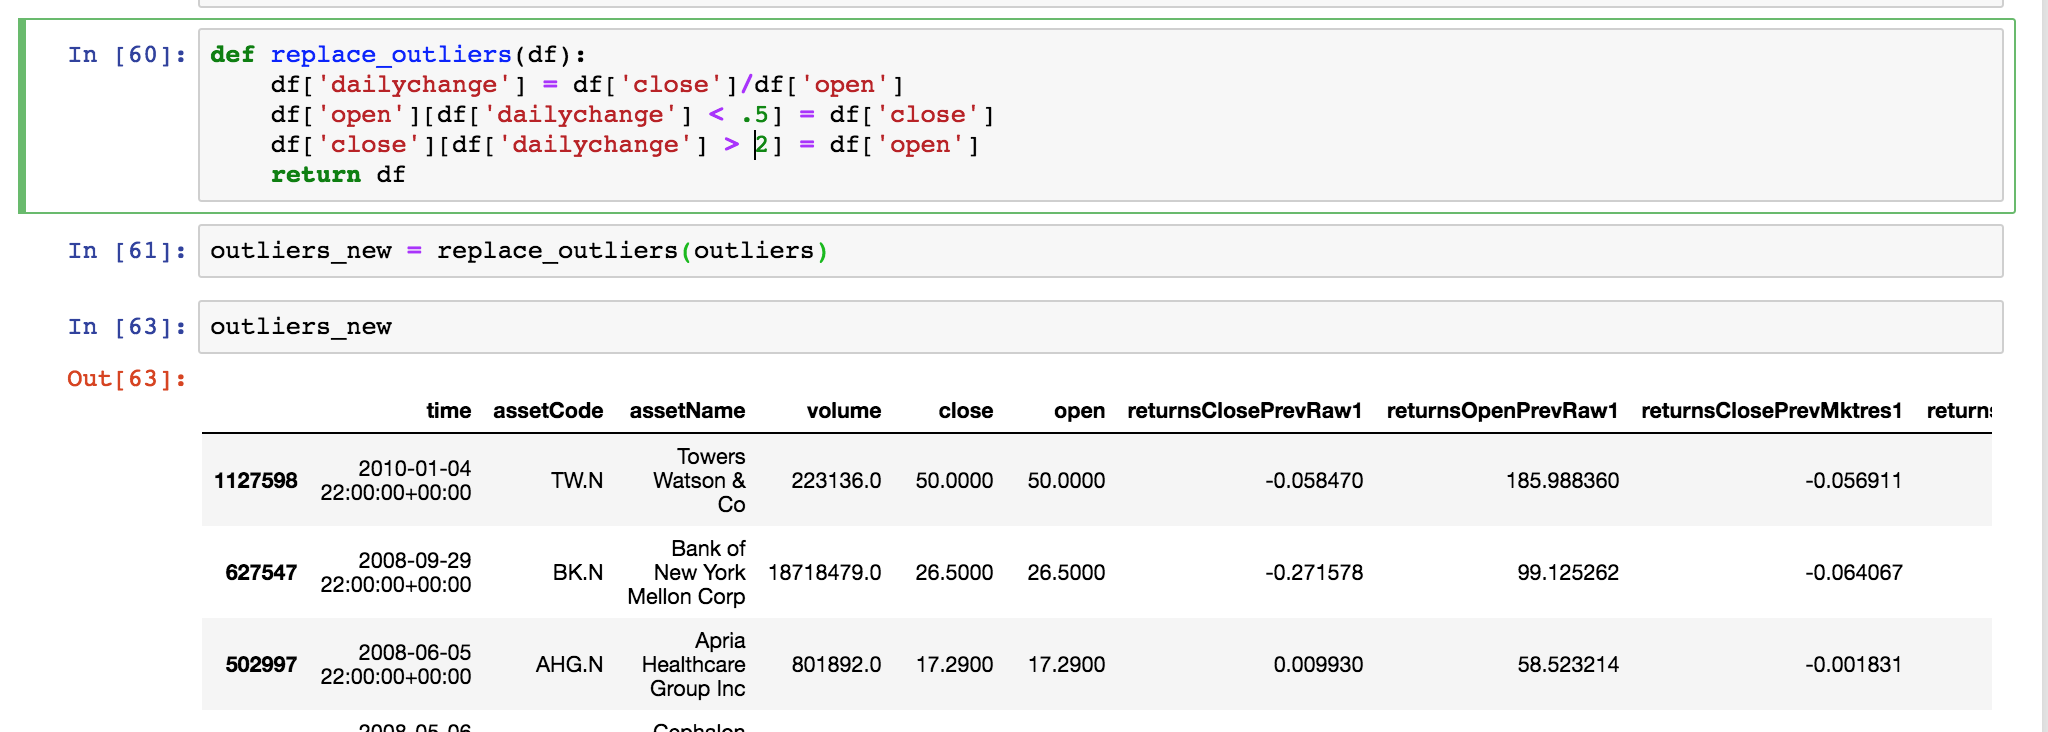 In [60]: def replace_outliers(df):
    df['dailychange'] = df['close']/df['open']
    df['open'][df['dailychange'] < .5] = df['close']
    df['close'][df['dailychange'] > 2] = df['open']
    return df
In [61]: outliers_new = replace_outliers(outliers)
In [63]: outliers_new
Out[63]:
time assetCode assetName volume close open returnsClosePrevRaw1 returnsOpenPrevRaw1 returnsClosePrevMktres1 returns
1127598 2010-01-04 22:00:00+00:00 TW.N Towers Watson & Co 223136.0 50.0000 50.0000 -0.058470 185.988360 -0.056911
627547 2008-09-29 22:00:00+00:00 BK.N Bank of New York Mellon Corp 18718479.0 26.5000 26.5000 -0.271578 99.125262 -0.064067
502997 2008-06-05 22:00:00+00:00 AHG.N Apria Healthcare Group Inc 801892.0 17.2900 17.2900 0.009930 58.523214 -0.001831
2008-05-06 Cephalon